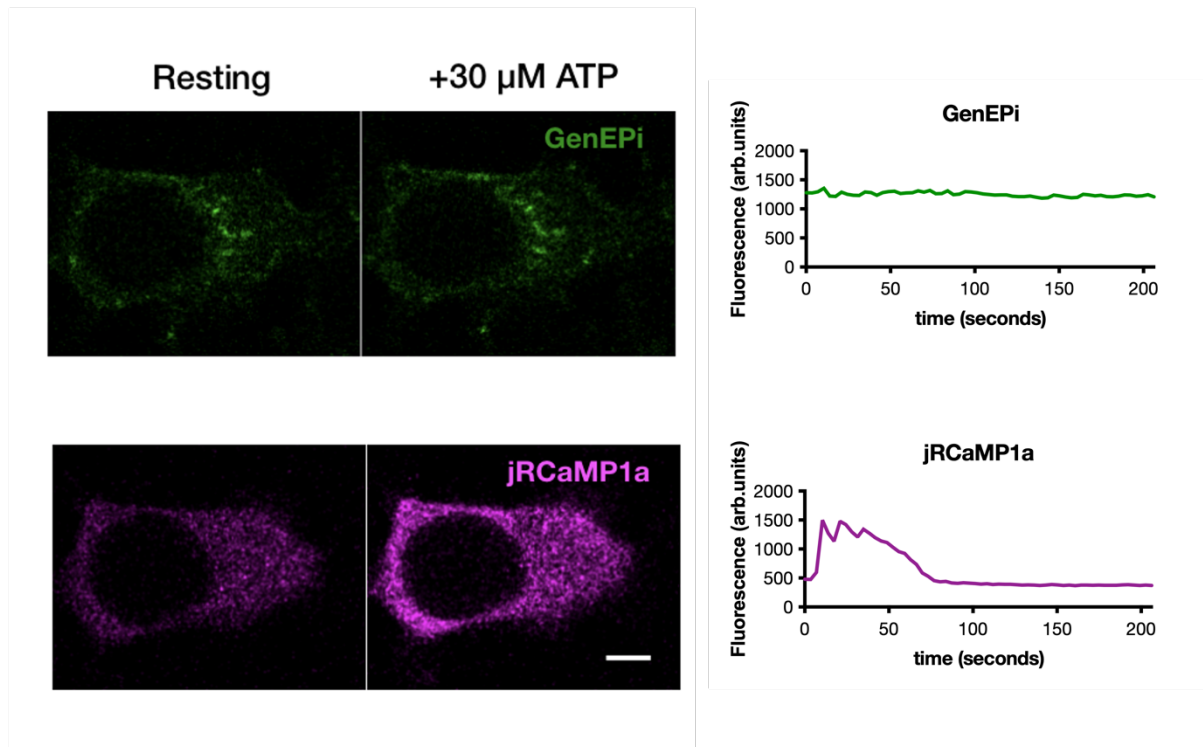 Resting
+30 µM ATP
GenEPi
jRCaMP1a
GenEPi
Fluorescence (arb.units)
2000
1500
1000
500
0
0 50 100 150 200
time (seconds)
jRCaMP1a
Fluorescence (arb.units)
2000
1500
1000
500
0
0 50 100 150 200
time (seconds)